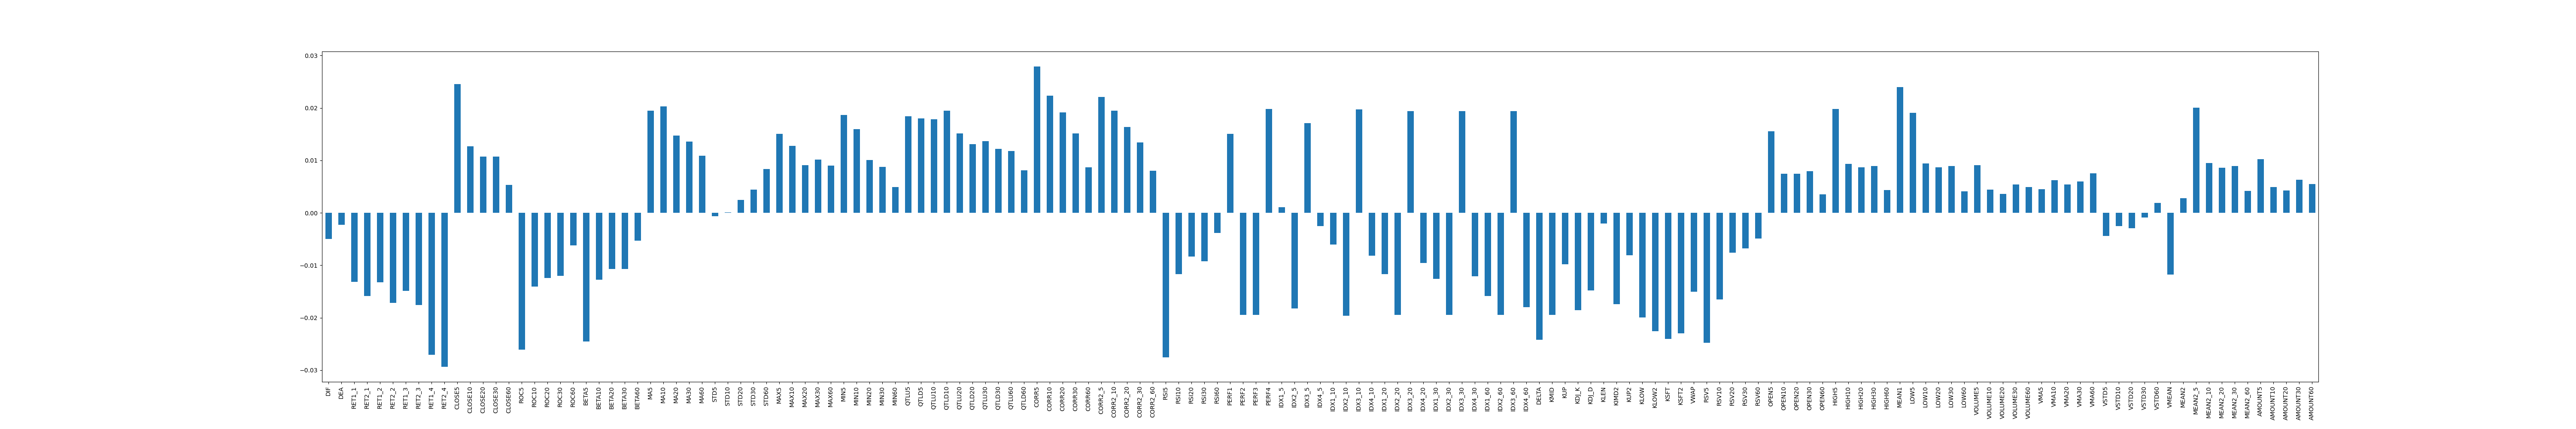 0.03
0.02
0.01
0.00
−0.01
−0.02
−0.03
DIF
DEA
RET1_1
RET2_1
RET1_2
RET2_2
RET1_3
RET2_3
RET1_4
RET2_4
CLOSE5
CLOSE10
CLOSE20
CLOSE30
CLOSE60
ROC5
ROC10
ROC20
ROC30
ROC60
BETA5
BETA10
BETA20
BETA30
BETA60
MA5
MA10
MA20
MA30
MA60
STD5
STD10
STD20
STD30
STD60
MAX5
MAX10
MAX20
MAX30
MAX60
MIN5
MIN10
MIN20
MIN30
MIN60
QTLU5
QTLD5
QTLU10
QTLD10
QTLU20
QTLD20
QTLU30
QTLD30
QTLU60
QTLD60
CORR5
CORR10
CORR20
CORR30
CORR60
CORR2_5
CORR2_10
CORR2_20
CORR2_30
CORR2_60
RSI5
RSI10
RSI20
RSI30
RSI60
PERF1
PERF2
PERF3
PERF4
IDX1_5
IDX2_5
IDX3_5
IDX4_5
IDX1_10
IDX2_10
IDX3_10
IDX4_10
IDX1_20
IDX2_20
IDX3_20
IDX4_20
IDX1_30
IDX2_30
IDX3_30
IDX4_30
IDX1_60
IDX2_60
IDX3_60
IDX4_60
DELTA
KMID
KUP
KDJ_K
KDJ_D
KLEN
KIMD2
KUP2
KLOW
KLOW2
KSFT
KSFT2
VWAP
RSV5
RSV10
RSV20
RSV30
RSV60
OPEN5
OPEN10
OPEN20
OPEN30
OPEN60
HIGH5
HIGH10
HIGH20
HIGH30
HIGH60
MEAN1
LOW5
LOW10
LOW20
LOW30
LOW60
VOLUME5
VOLUME10
VOLUME20
VOLUME30
VOLUME60
VMA5
VMA10
VMA20
VMA30
VMA60
VSTD5
VSTD10
VSTD20
VSTD30
VSTD60
VMEAN
MEAN2
MEAN2_5
MEAN2_10
MEAN2_20
MEAN2_30
MEAN2_60
AMOUNT5
AMOUNT10
AMOUNT20
AMOUNT30
AMOUNT60